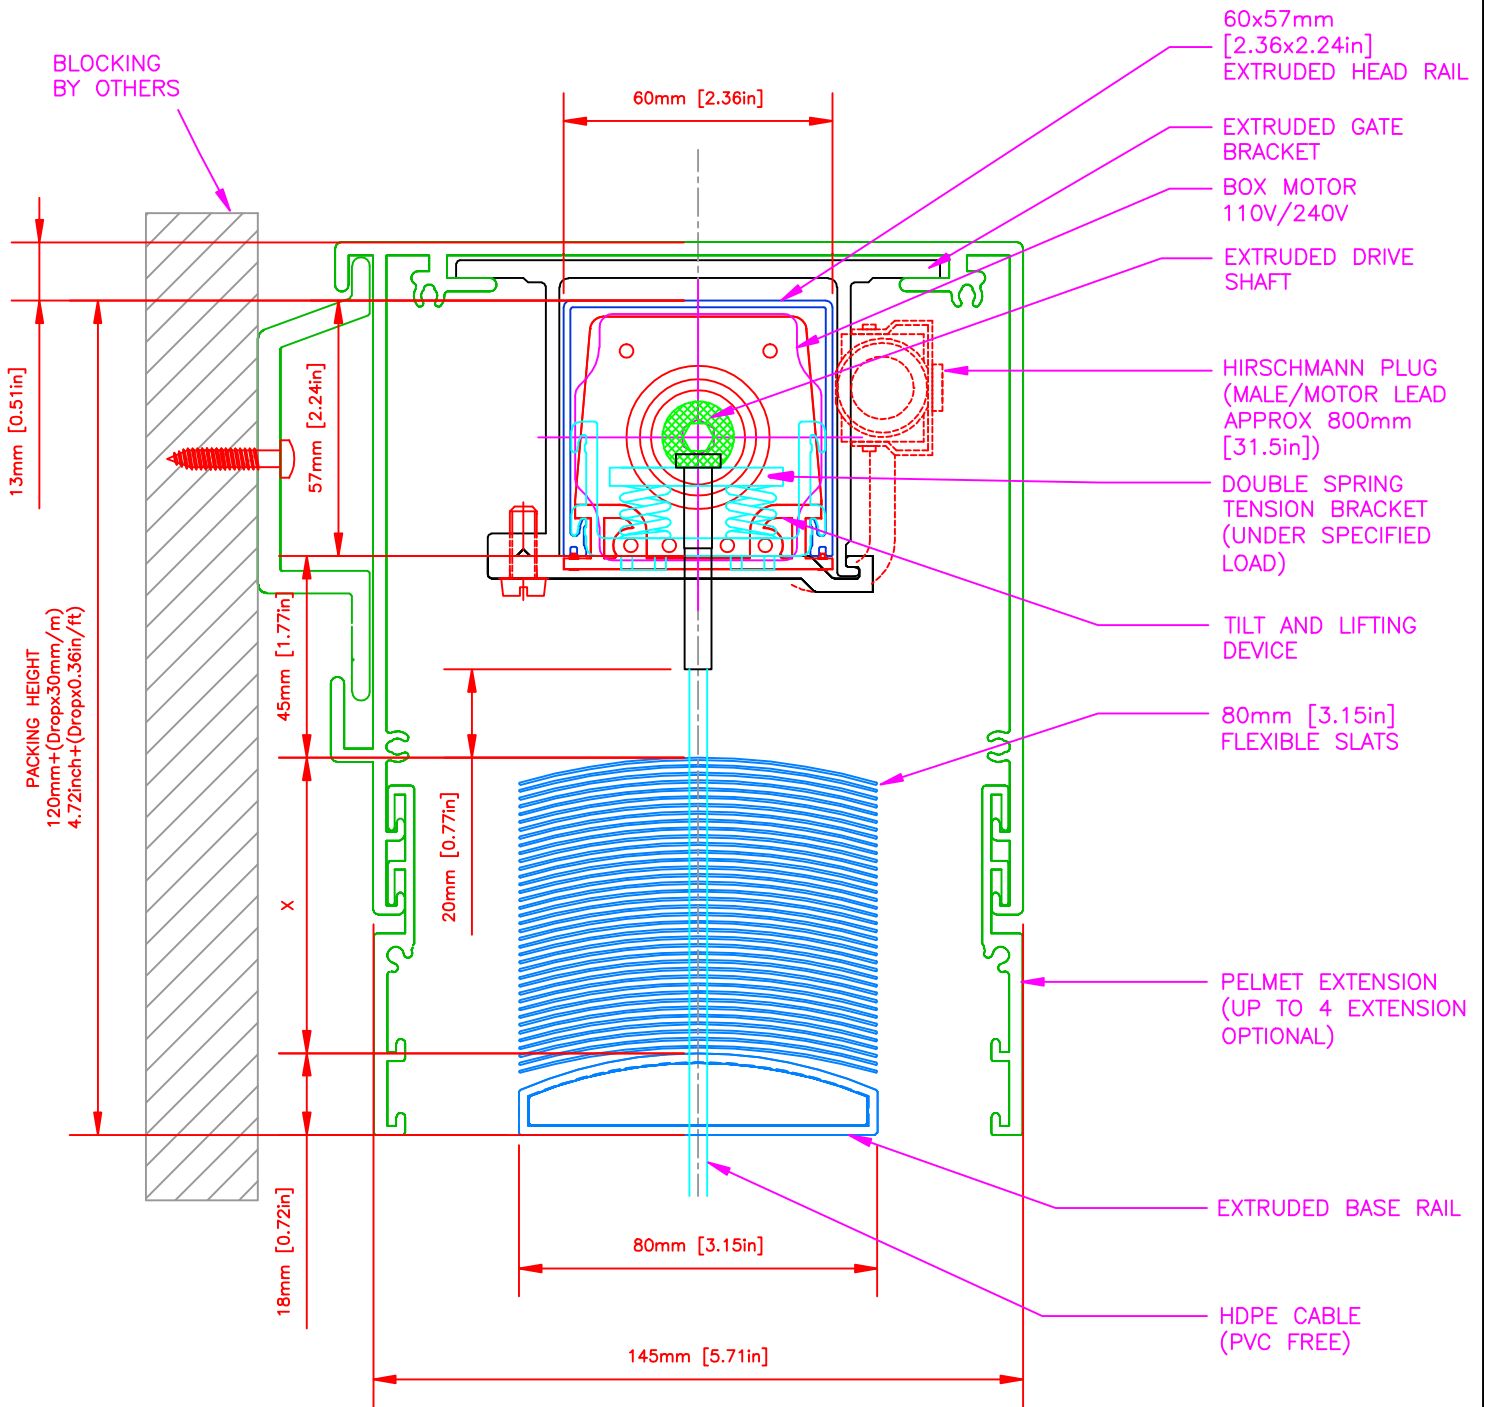 BLOCKING
BY OTHERS
60mm [2.36in]
60x57mm
[2.36x2.24in]
EXTRUDED HEAD RAIL
EXTRUDED GATE
BRACKET
BOX MOTOR
110V/240V
EXTRUDED DRIVE
SHAFT
HIRSCHMANN PLUG
(MALE/MOTOR LEAD
APPROX 800mm
[31.5in])
DOUBLE SPRING
TENSION BRACKET
(UNDER SPECIFIED
LOAD)
TILT AND LIFTING
DEVICE
80mm [3.15in]
FLEXIBLE SLATS
PELMET EXTENSION
(UP TO 4 EXTENSION
OPTIONAL)
EXTRUDED BASE RAIL
HDPE CABLE
(PVC FREE)
13mm [0.51in]
57mm [2.24in]
45mm [1.77in]
PACKING HEIGHT
120mm+(Dropx30mm/m)
4.72inch+(Dropx0.36in/ft)
20mm [0.77in]
X
18mm [0.72in]
80mm [3.15in]
145mm [5.71in]